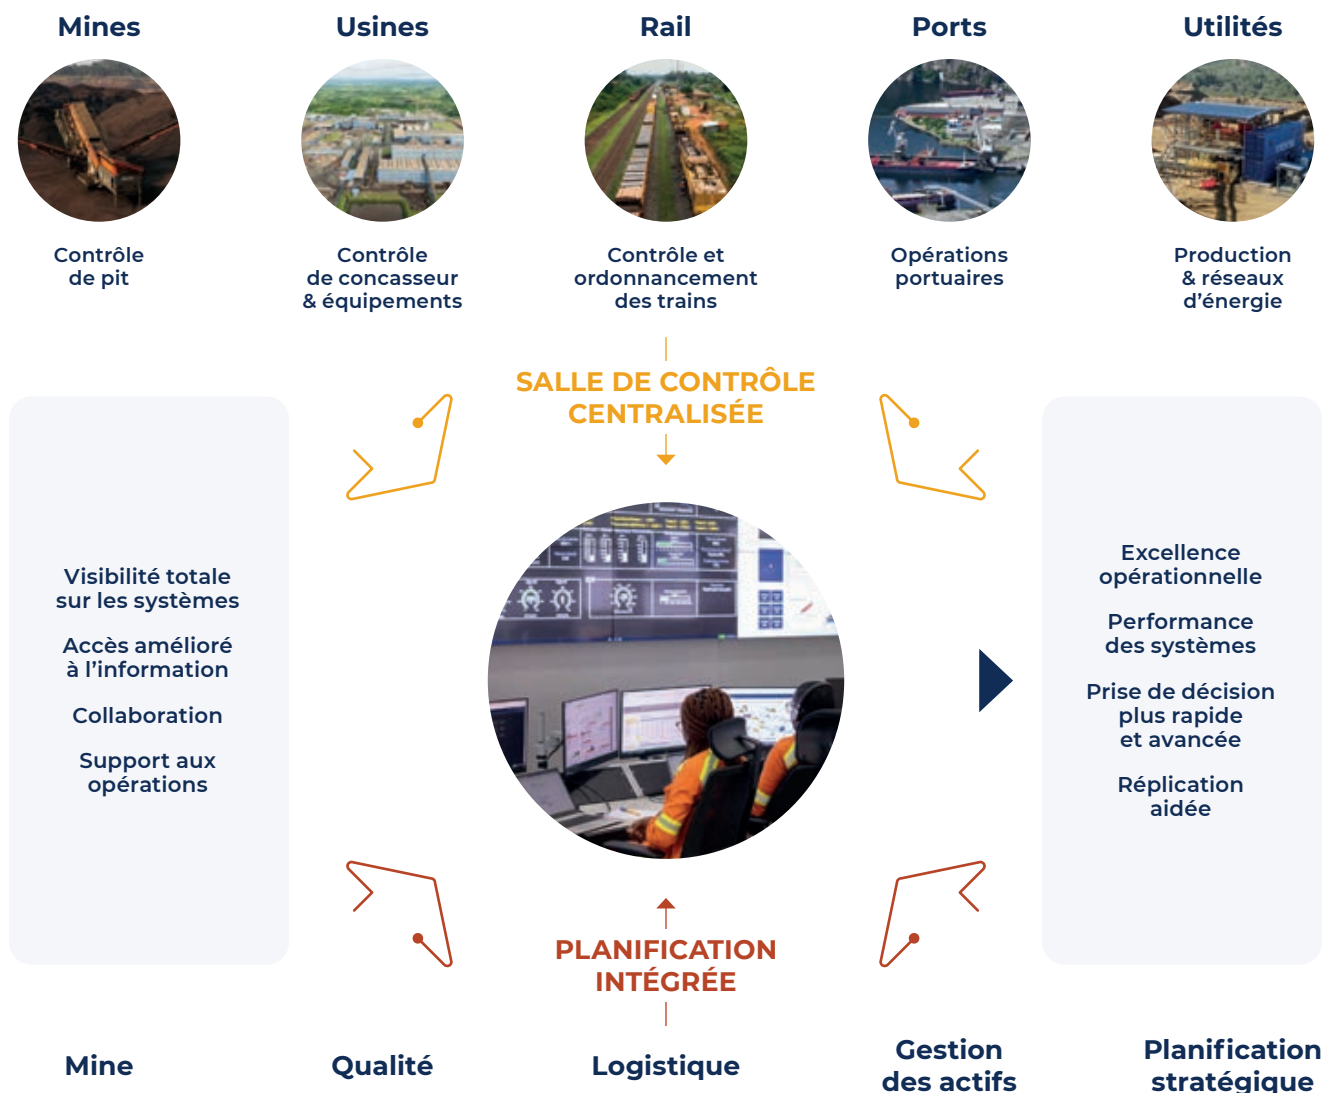 Mines
Usines
Rail
Ports
Utilités
Contrôle
de pit
Contrôle
de concasseur
& équipements
Contrôle et
ordonnancement
des trains
Opérations
portuaires
Production
& réseaux
d’énergie
SALLE DE CONTRÔLE
CENTRALISÉE
Visibilité totale
sur les systèmes
Accès amélioré
à l’information
Collaboration
Support aux
opérations
Excellence
opérationnelle
Performance
des systèmes
Prise de décision
plus rapide
et avancée
Réplication
aidée
PLANIFICATION
INTÉGRÉE
Mine
Qualité
Logistique
Gestion
des actifs
Planification
stratégique